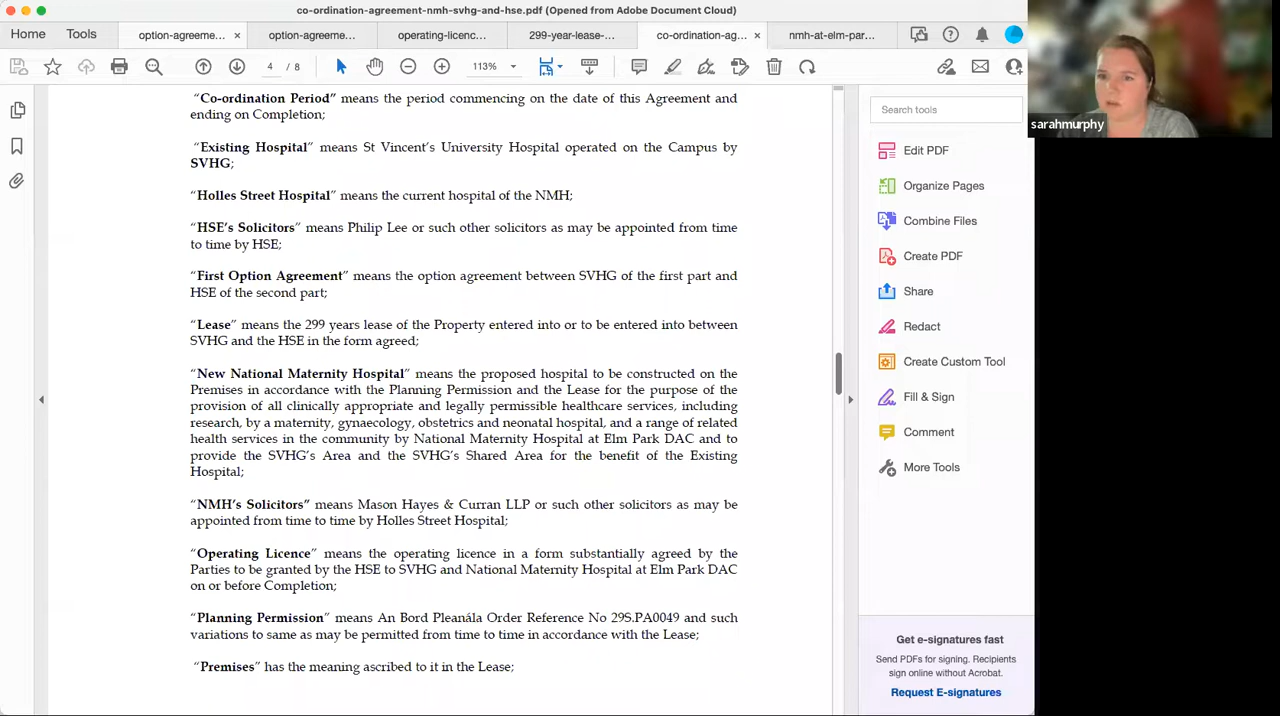 co-ordination-agreement-nmh-svhg-and-hse.pdf (Opened from Adobe Document Cloud)
Home Tools option-agreeme... × option-agreeme... operating-licenc... 299-year-lease-... co-ordination-ag... × nmh-at-elm-par...
4 / 8 113%
sarahmurphy
“Co-ordination Period” means the period commencing on the date of this Agreement and
ending on Completion;
“Existing Hospital” means St Vincent’s University Hospital operated on the Campus by
SVHG;
“Holles Street Hospital” means the current hospital of the NMH;
“HSE’s Solicitors” means Philip Lee or such other solicitors as may be appointed from time
to time by HSE;
“First Option Agreement” means the option agreement between SVHG of the first part and
HSE of the second part;
“Lease” means the 299 years lease of the Property entered into or to be entered into between
SVHG and the HSE in the form agreed;
“New National Maternity Hospital” means the proposed hospital to be constructed on the
Premises in accordance with the Planning Permission and the Lease for the purpose of the
provision of all clinically appropriate and legally permissible healthcare services, including
research, by a maternity, gynaecology, obstetrics and neonatal hospital, and a range of related
health services in the community by National Maternity Hospital at Elm Park DAC and to
provide the SVHG’s Area and the SVHG’s Shared Area for the benefit of the Existing
Hospital;
“NMH’s Solicitors” means Mason Hayes & Curran LLP or such other solicitors as may be
appointed from time to time by Holles Street Hospital;
“Operating Licence” means the operating licence in a form substantially agreed by the
Parties to be granted by the HSE to SVHG and National Maternity Hospital at Elm Park DAC
on or before Completion;
“Planning Permission” means An Bord Pleanála Order Reference No 29S.PA0049 and such
variations to same as may be permitted from time to time in accordance with the Lease;
“Premises” has the meaning ascribed to it in the Lease;
Search tools
Edit PDF
Organize Pages
Combine Files
Create PDF
Share
Redact
Create Custom Tool
Fill & Sign
Comment
More Tools
Get e-signatures fast
Send PDFs for signing. Recipients
sign online without Acrobat.
Request E-signatures